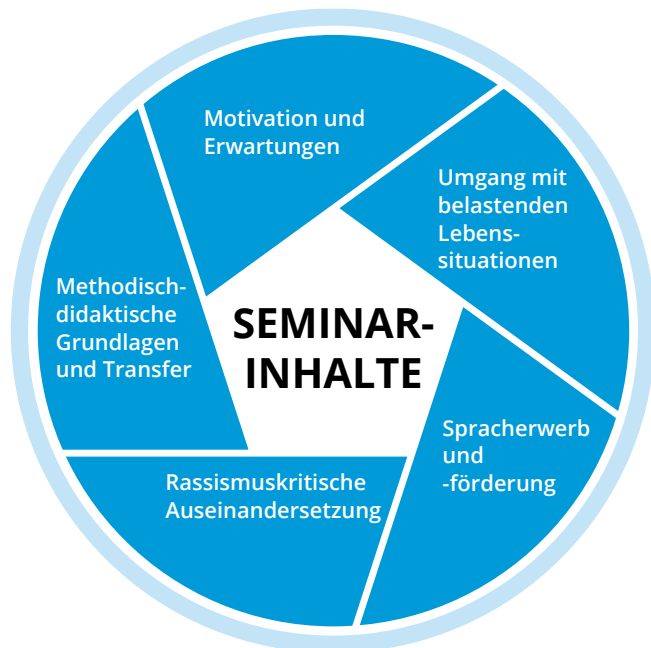 Motivation und
Erwartungen
Umgang mit
belastenden
Lebens-
situationen
Spracherwerb
und
-förderung
Rassismuskritische
Auseinandersetzung
Methodisch-
didaktische
Grundlagen
und Transfer
SEMINAR-
INHALTE